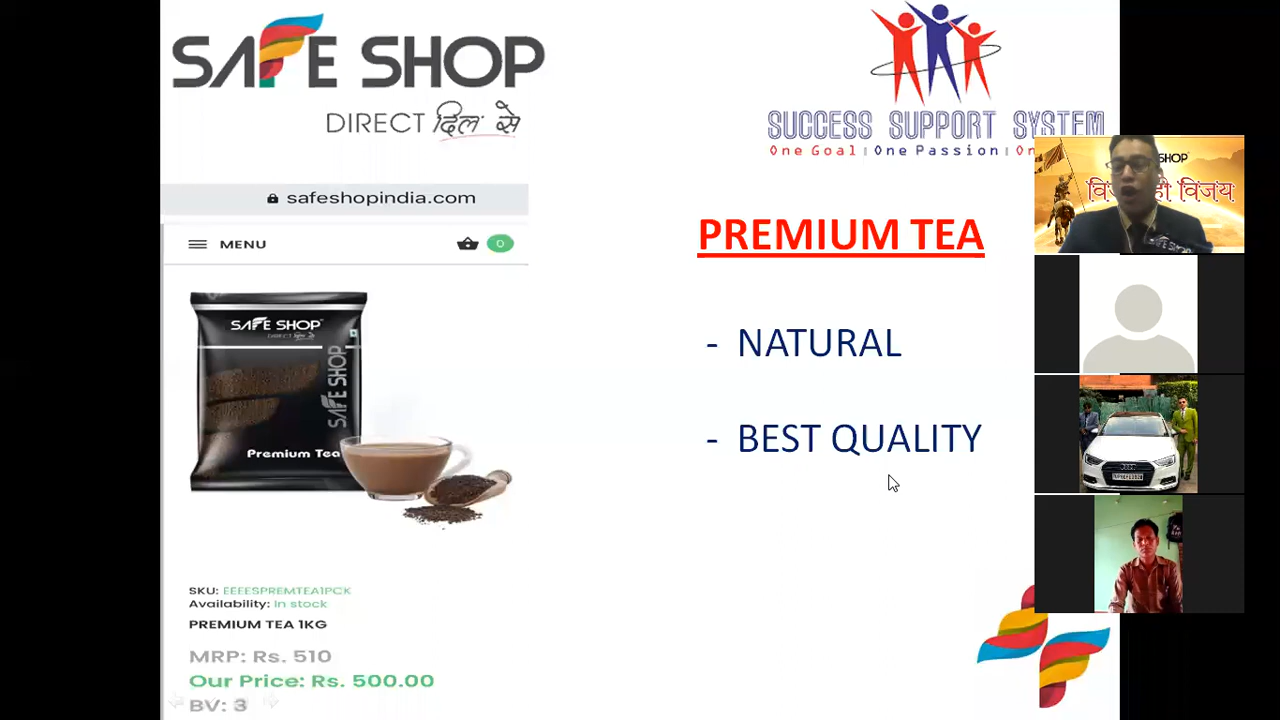 SAFE SHOP
DIRECT दिल से
SUCCESS SUPPORT SYSTEM
One Goal | One Passion |
safeshopindia.com
MENU 0
SAFE SHOP
DIRECT दिल से
SAFE SHOP
Premium Tea
SKU: EEEESPREMTEA1PCK
Availability: In stock
PREMIUM TEA 1KG
MRP: Rs. 510
Our Price: Rs. 500.00
BV: 3
PREMIUM TEA
- NATURAL
- BEST QUALITY
SHOP
ही विजय